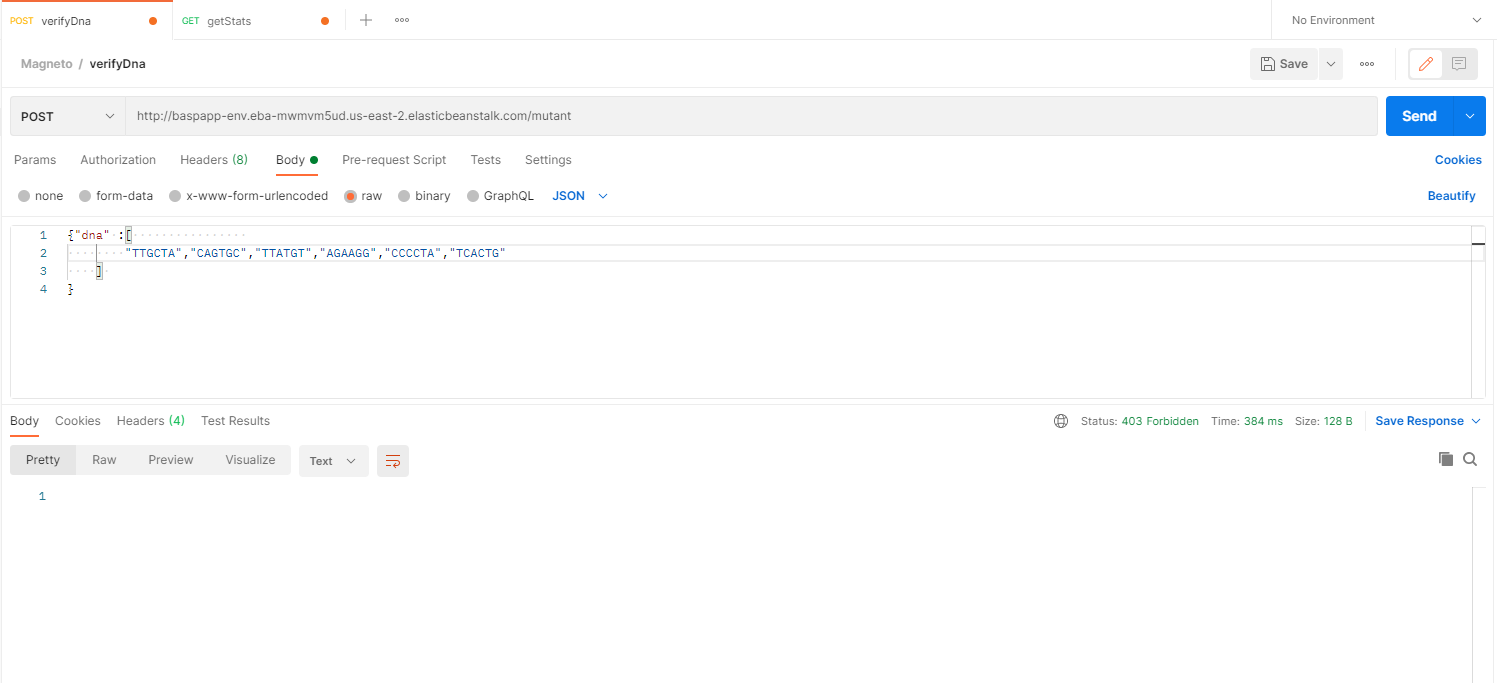 POST verifyDna GET getStats No Environment
Magneto / verifyDna Save
POST http://baspapp-env.eba-mwmvm5ud.us-east-2.elasticbeanstalk.com/mutant Send
Params Authorization Headers (8) Body Pre-request Script Tests Settings Cookies
none form-data x-www-form-urlencoded raw binary GraphQL JSON Beautify
1 {"dna" :[
2 "TTGCTA","CAGTGC","TTATGT","AGAAGG","CCCCTA","TCACTG"
3 ]
4 }
Body Cookies Headers (4) Test Results Status: 403 Forbidden Time: 384 ms Size: 128 B Save Response
Pretty Raw Preview Visualize Text
1